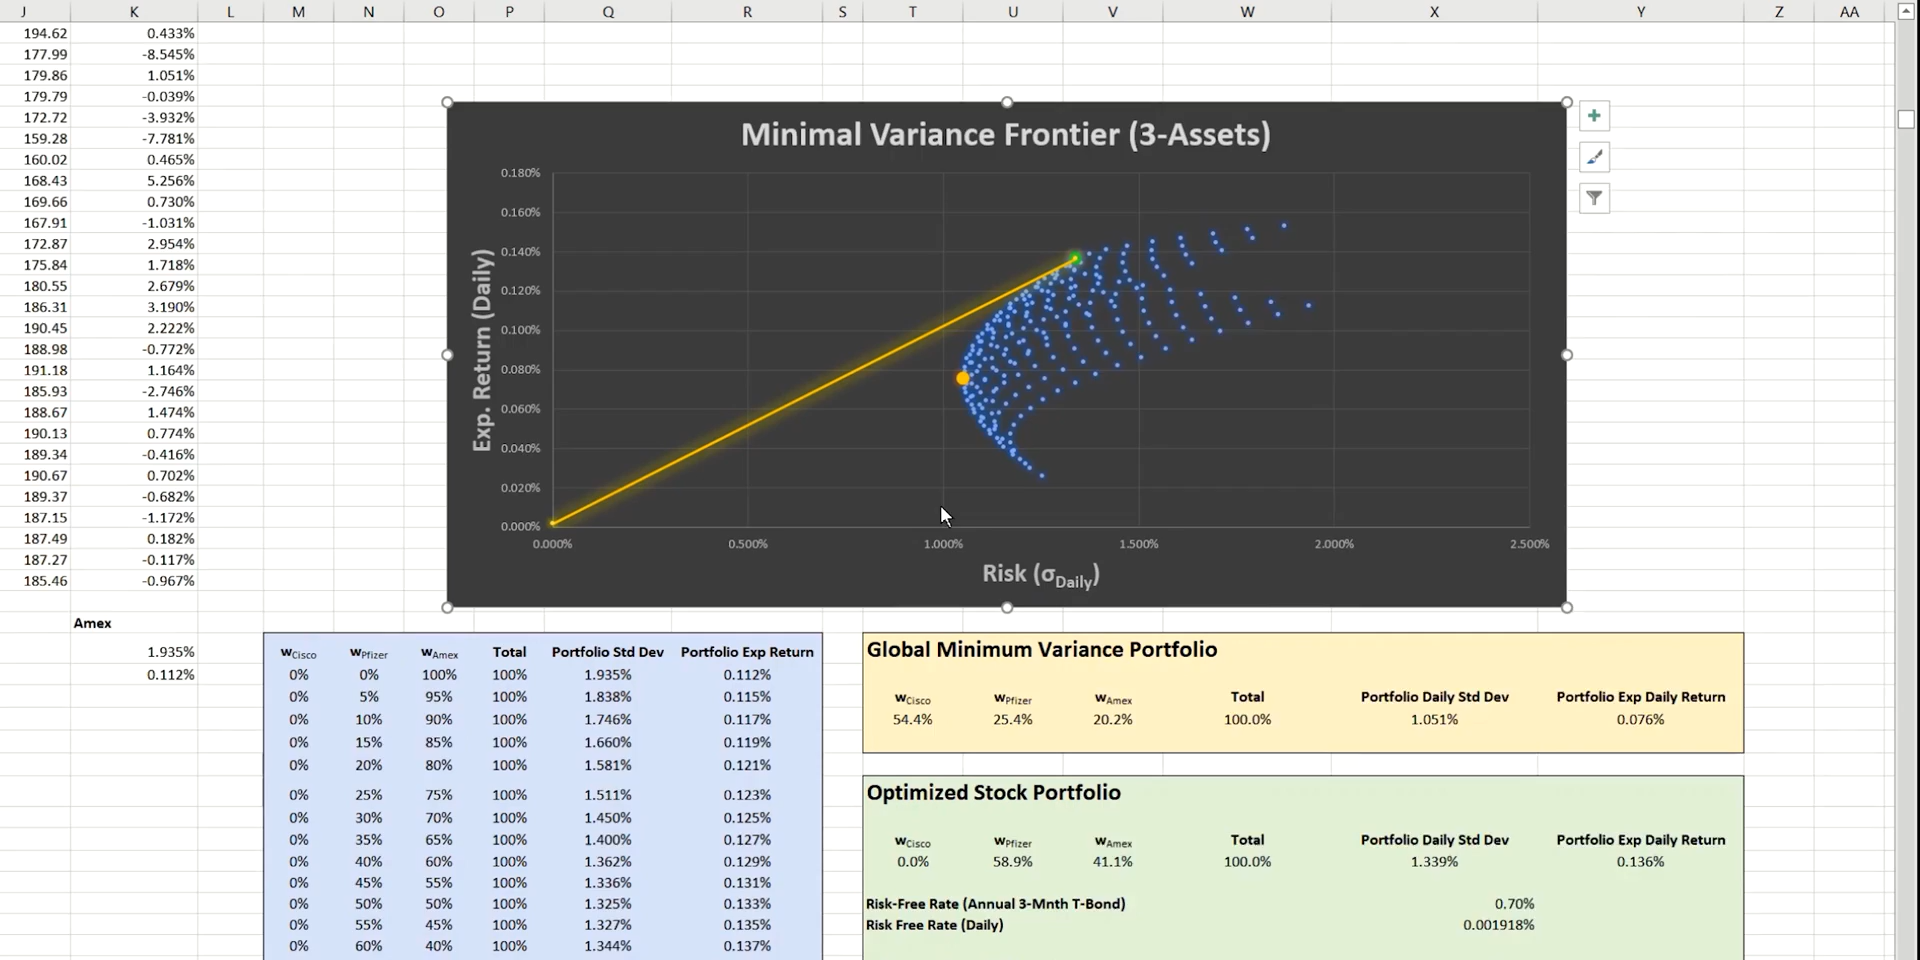 J K L M N O P Q R S T U V W X Y Z AA
194.62 0.433%
177.99 -8.545%
179.86 1.051%
179.79 -0.039%
172.72 -3.932%
159.28 -7.781%
160.02 0.465%
168.43 5.256%
169.66 0.730%
167.91 -1.031%
172.87 2.954%
175.84 1.718%
180.55 2.679%
186.31 3.190%
190.45 2.222%
188.98 -0.772%
191.18 1.164%
185.93 -2.746%
188.67 1.474%
190.13 0.774%
189.34 -0.416%
190.67 0.702%
189.37 -0.682%
187.15 -1.172%
187.49 0.182%
187.27 -0.117%
185.46 -0.967%
Amex
1.935%
0.112%
Minimal Variance Frontier (3-Assets)
Exp. Return (Daily)
0.180%
0.160%
0.140%
0.120%
0.100%
0.080%
0.060%
0.040%
0.020%
0.000%
0.000% 0.500% 1.000% 1.500% 2.000% 2.500%
Risk (σDaily)
wCisco wPfizer wAmex Total Portfolio Std Dev Portfolio Exp Return
0% 0% 100% 100% 1.935% 0.112%
0% 5% 95% 100% 1.838% 0.115%
0% 10% 90% 100% 1.746% 0.117%
0% 15% 85% 100% 1.660% 0.119%
0% 20% 80% 100% 1.581% 0.121%
0% 25% 75% 100% 1.511% 0.123%
0% 30% 70% 100% 1.450% 0.125%
0% 35% 65% 100% 1.400% 0.127%
0% 40% 60% 100% 1.362% 0.129%
0% 45% 55% 100% 1.336% 0.131%
0% 50% 50% 100% 1.325% 0.133%
0% 55% 45% 100% 1.327% 0.135%
0% 60% 40% 100% 1.344% 0.137%
Global Minimum Variance Portfolio
wCisco wPfizer wAmex Total Portfolio Daily Std Dev Portfolio Exp Daily Return
54.4% 25.4% 20.2% 100.0% 1.051% 0.076%
Optimized Stock Portfolio
wCisco wPfizer wAmex Total Portfolio Daily Std Dev Portfolio Exp Daily Return
0.0% 58.9% 41.1% 100.0% 1.339% 0.136%
Risk-Free Rate (Annual 3-Mnth T-Bond) 0.70%
Risk Free Rate (Daily) 0.001918%